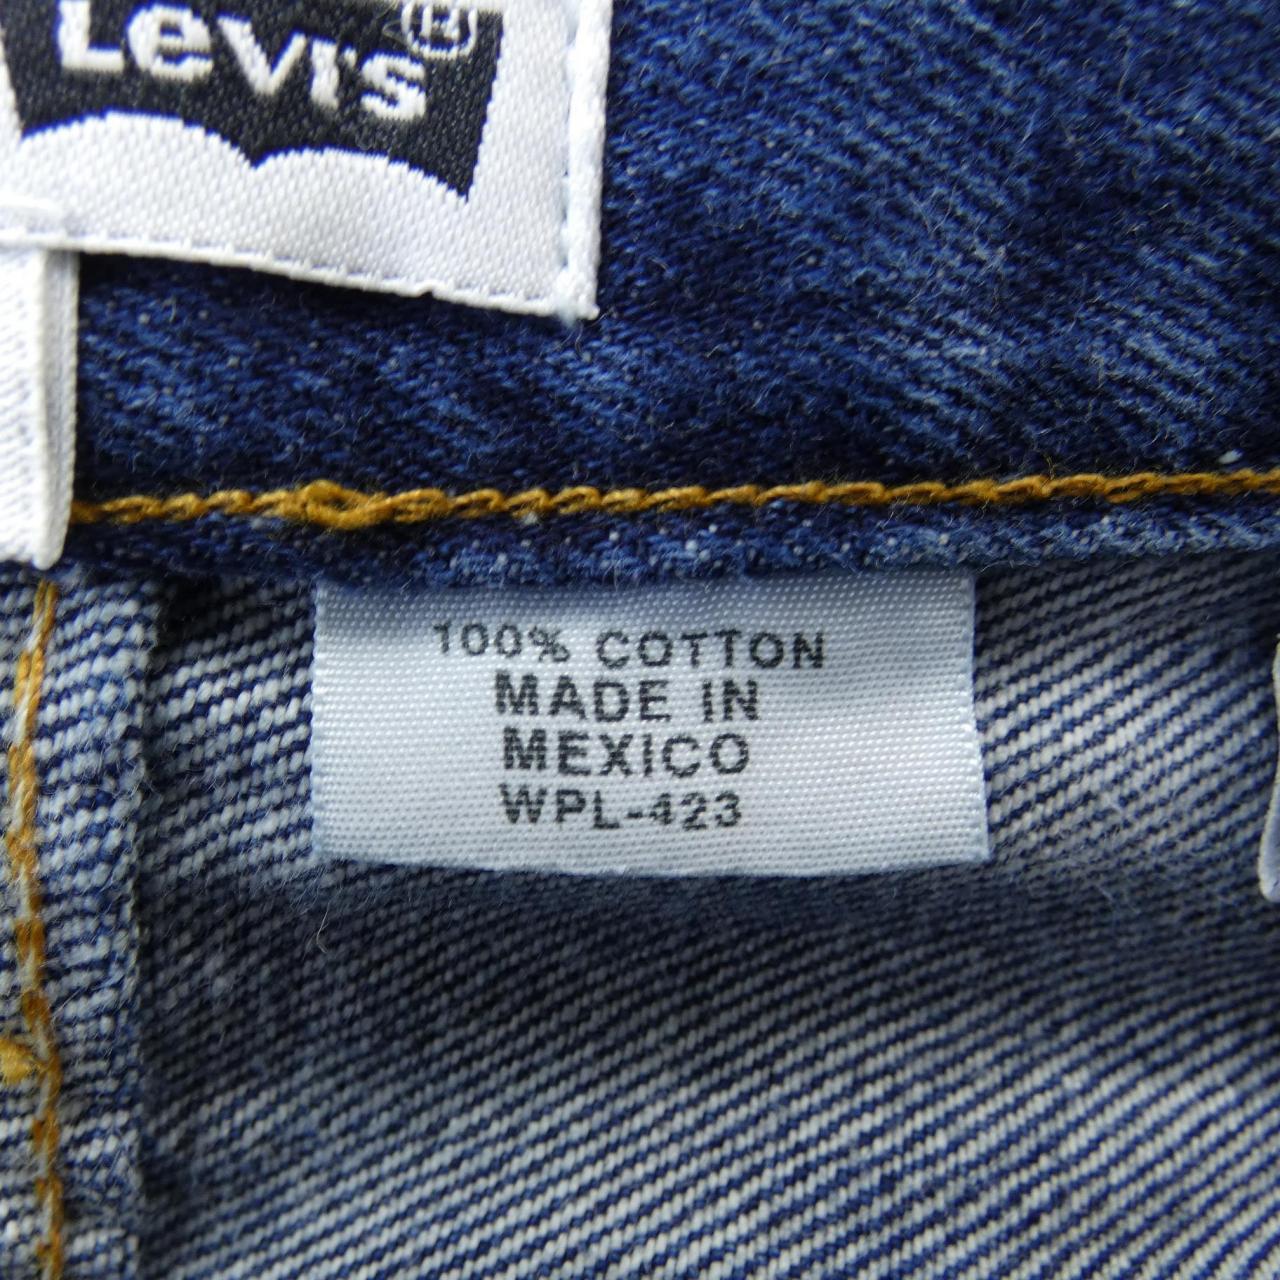 Levi's ®
100% COTTON
MADE IN
MEXICO
WPL-423